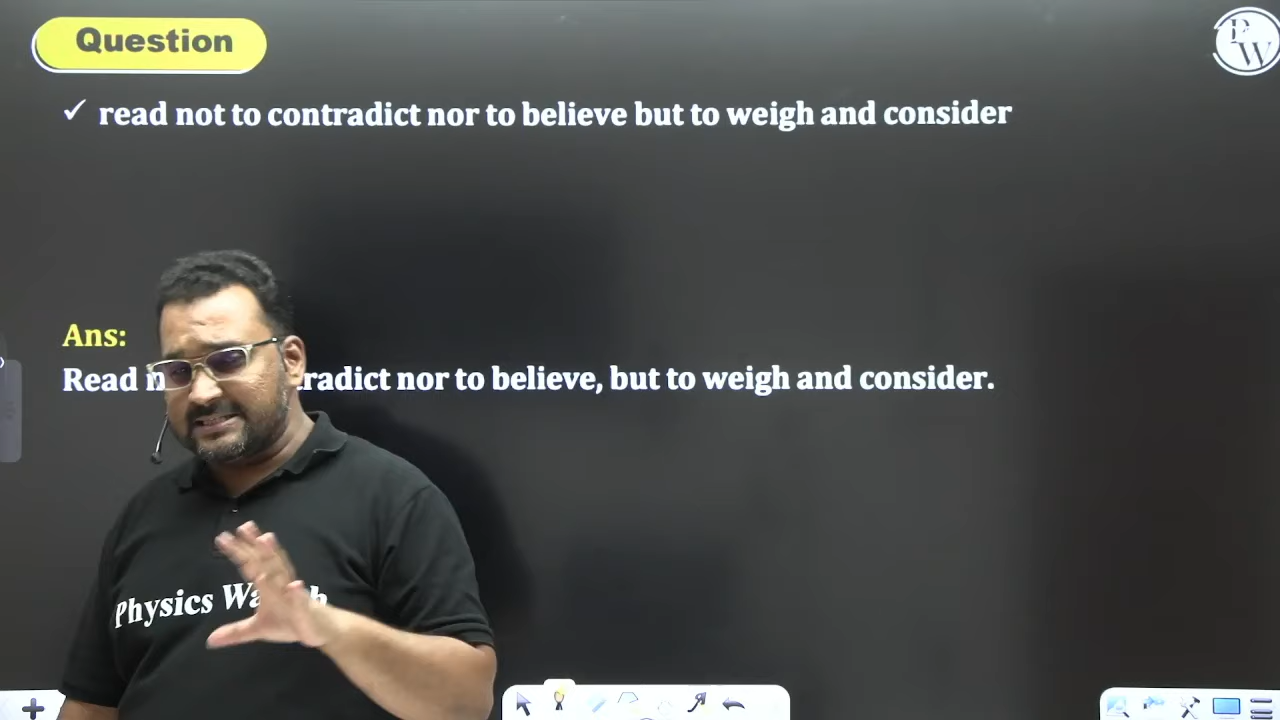 Question
PW
✓ read not to contradict nor to believe but to weigh and consider
Ans:
Read radict nor to believe, but to weigh and consider.
Physics Wa